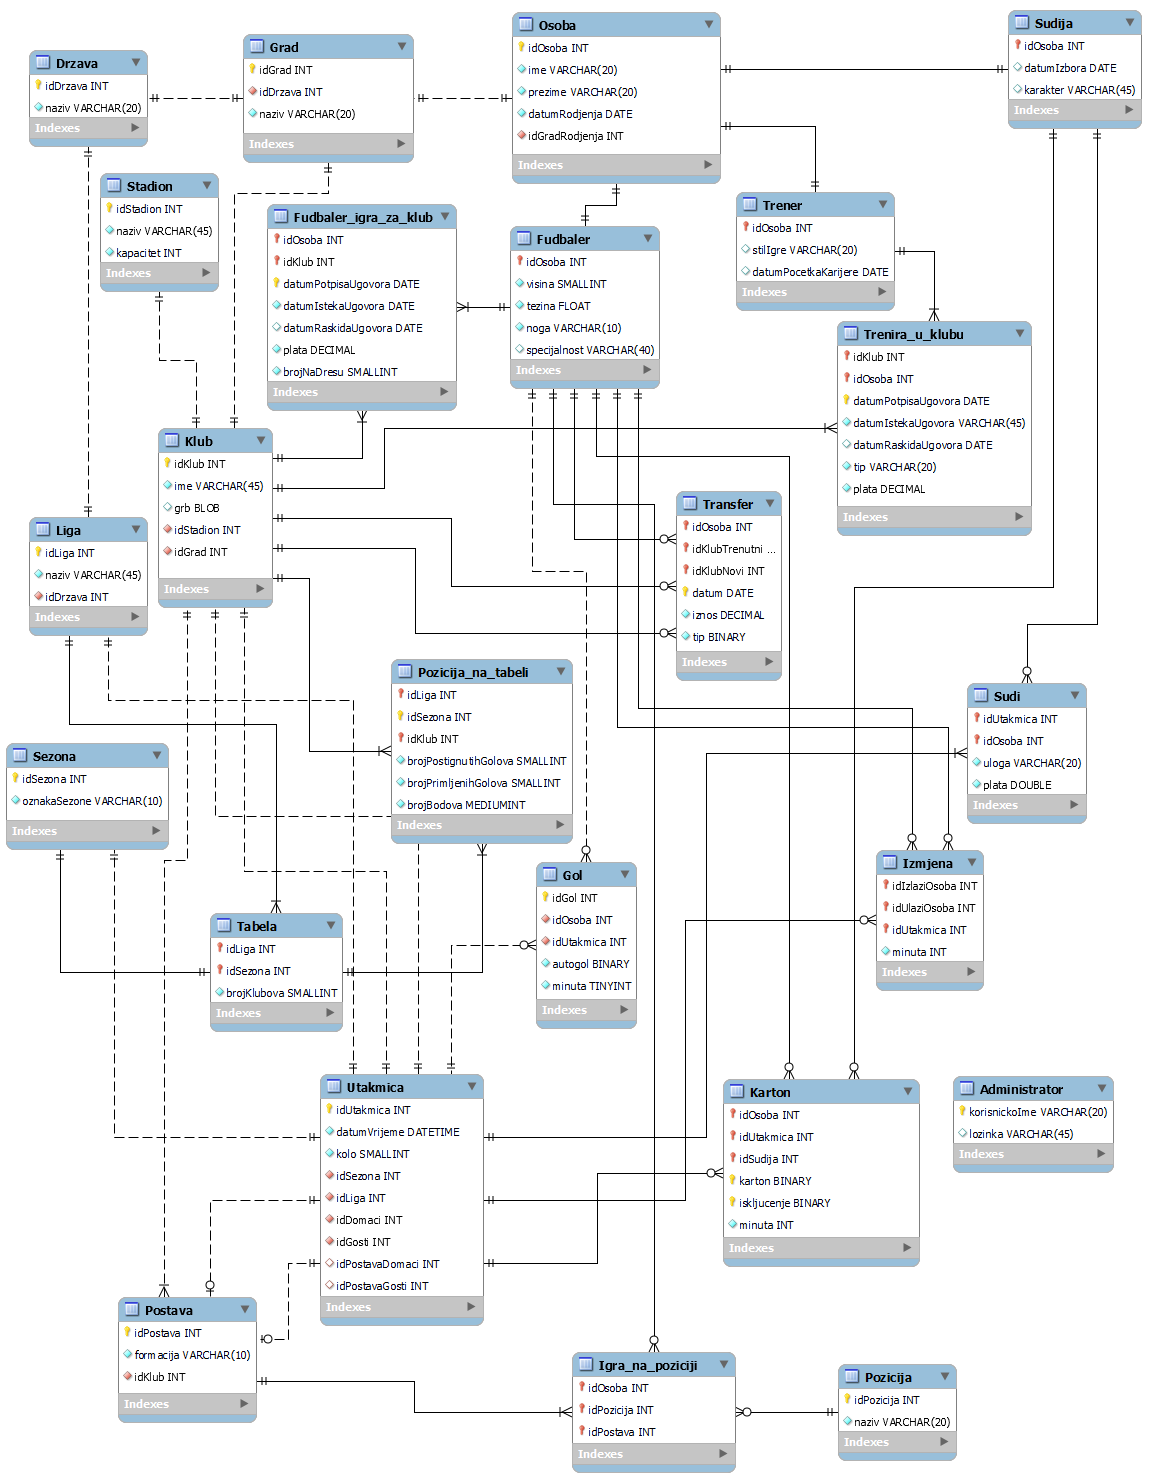 Drzava
idDrzava INT
naziv VARCHAR(20)
Indexes
Grad
idGrad INT
idDrzava INT
naziv VARCHAR(20)
Indexes
Osoba
idOsoba INT
ime VARCHAR(20)
prezime VARCHAR(20)
datumRodjenja DATE
idGradRodjenja INT
Indexes
Sudija
idOsoba INT
datumIzbora DATE
karakter VARCHAR(45)
Indexes
Stadion
idStadion INT
naziv VARCHAR(45)
kapacitet INT
Indexes
Fudbaler_igra_za_klub
idOsoba INT
idKlub INT
datumPotpisaUgovora DATE
datumIstekaUgovora DATE
datumRaskidaUgovora DATE
plata DECIMAL
brojNaDresu SMALLINT
Indexes
Fudbaler
idOsoba INT
visina SMALLINT
tezina FLOAT
noga VARCHAR(10)
specijalnost VARCHAR(40)
Indexes
Trener
idOsoba INT
stilIgre VARCHAR(20)
datumPocetkaKarijere DATE
Indexes
Trenira_u_klubu
idKlub INT
idOsoba INT
datumPotpisaUgovora DATE
datumIstekaUgovora VARCHAR(45)
datumRaskidaUgovora DATE
tip VARCHAR(20)
plata DECIMAL
Indexes
Klub
idKlub INT
ime VARCHAR(45)
grb BLOB
idStadion INT
idGrad INT
Indexes
Liga
idLiga INT
naziv VARCHAR(45)
idDrzava INT
Indexes
Transfer
idOsoba INT
idKlubTrenutni ...
idKlubNovi INT
datum DATE
iznos DECIMAL
tip BINARY
Indexes
Pozicija_na_tabeli
idLiga INT
idSezona INT
idKlub INT
brojPostignutihGolova SMALLINT
brojPrimljenihGolova SMALLINT
brojBodova MEDIUMINT
Indexes
Sudi
idUtakmica INT
idOsoba INT
uloga VARCHAR(20)
plata DOUBLE
Indexes
Sezona
idSezona INT
oznakaSezone VARCHAR(10)
Indexes
Gol
idGol INT
idOsoba INT
idUtakmica INT
autogol BINARY
minuta TINYINT
Indexes
Izmjena
idIzlaziOsoba INT
idUlaziOsoba INT
idUtakmica INT
minuta INT
Indexes
Tabela
idLiga INT
idSezona INT
brojKlubova SMALLINT
Indexes
Utakmica
idUtakmica INT
datumVrijeme DATETIME
kolo SMALLINT
idSezona INT
idLiga INT
idDomaci INT
idGosti INT
idPostavaDomaci INT
idPostavaGosti INT
Indexes
Karton
idOsoba INT
idUtakmica INT
idSudija INT
karton BINARY
iskljucenje BINARY
minuta INT
Indexes
Administrator
korisnickoIme VARCHAR(20)
lozinka VARCHAR(45)
Indexes
Postava
idPostava INT
formacija VARCHAR(10)
idKlub INT
Indexes
Igra_na_poziciji
idOsoba INT
idPozicija INT
idPostava INT
Indexes
Pozicija
idPozicija INT
naziv VARCHAR(20)
Indexes